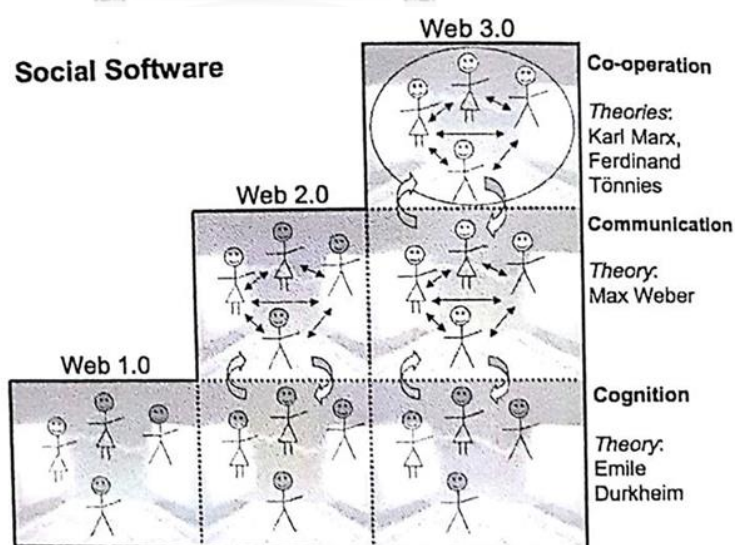 Web 3.0
Social Software
Co-operation
Theories:
Karl Marx,
Ferdinand
Tönnies
Web 2.0
Communication
Theory:
Max Weber
Web 1.0
Cognition
Theory:
Emile
Durkheim